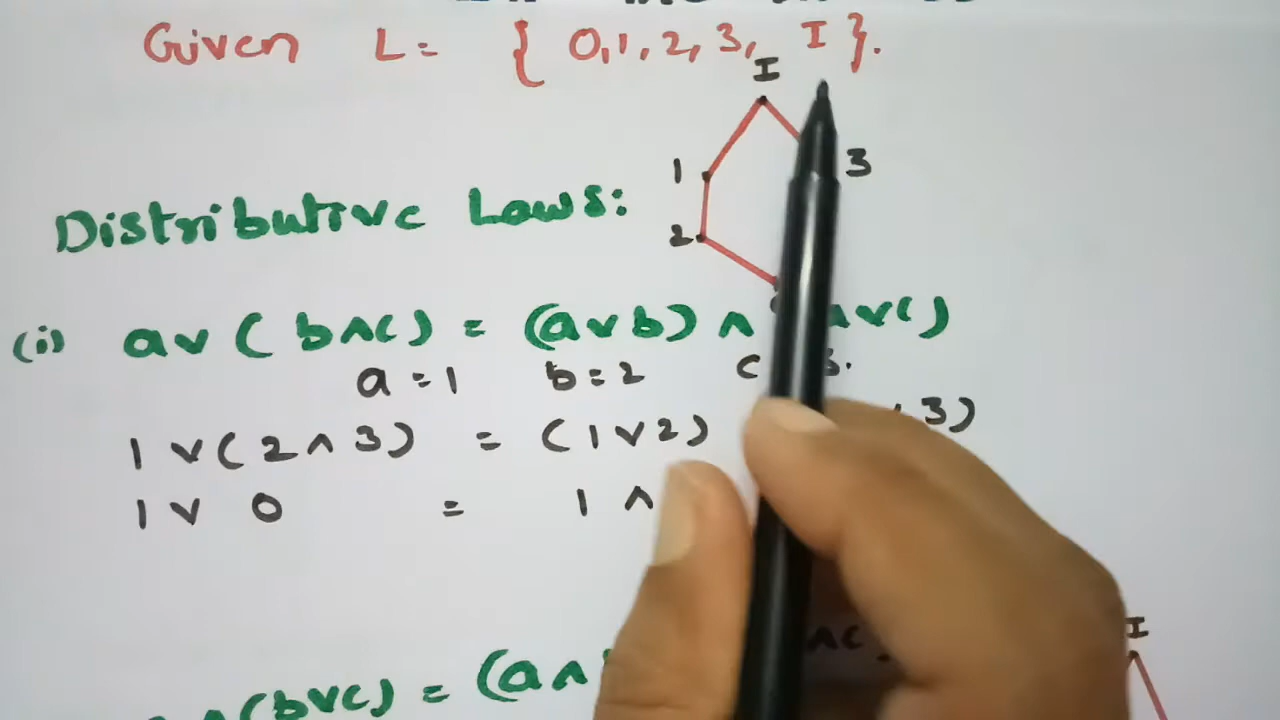 Given L= { 0,1, 2, 3, I }.
I
1
3
Distributive Laws:
2
(i) a∨( b∧c) = (a∨b) ∧ a∨c)
a = 1 b = 2 c
1 ∨( 2 ∧ 3) = ( 1 ∨ 2) 3)
1 ∨ 0 = 1 ∧
∧c
I
∧(b∨c) = (a∧